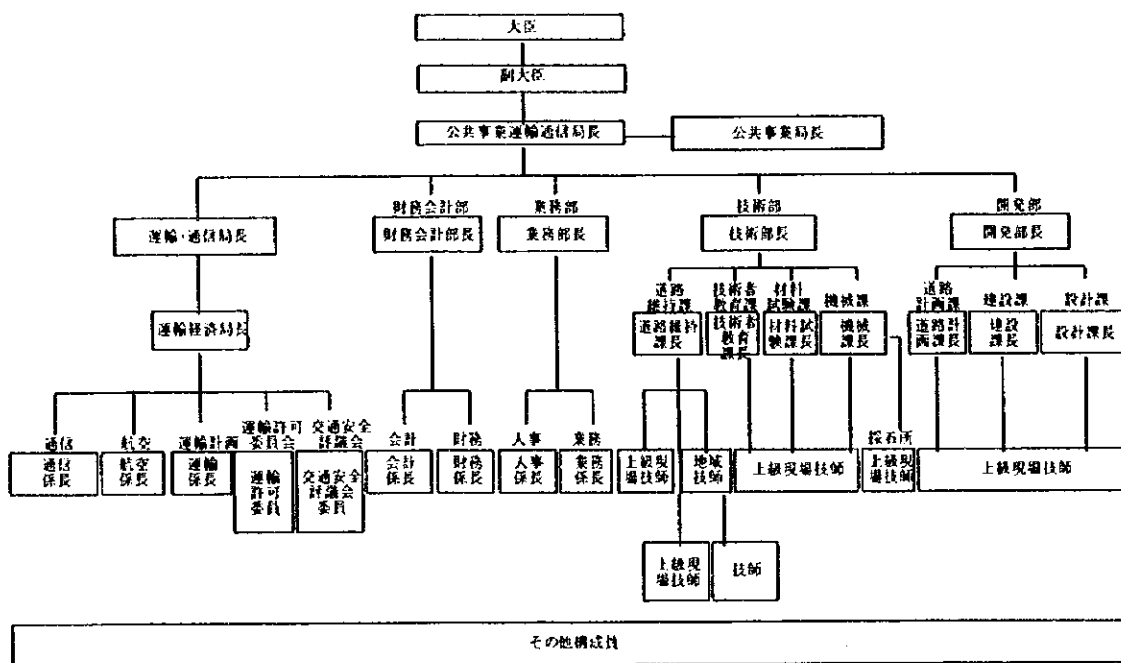 大臣
副大臣
公共事業運輸通信局長
公共事業局長
財務会計部
業務部
技術部
開発部
運輸・通信局長
財務会計部長
業務部長
技術部長
開発部長
道路
維持課
技術者
教育課
材料
試験課
機械課
道路
計画課
建設課
設計課
運輸経済局長
道路維持
課長
技術者
教育
課長
材料試
験課長
機械
課長
道路計
画課長
建設
課長
設計課長
通信
航空
運輸計画
運輸許可
委員会
交通安全
評議会
会計
財務
人事
業務
採石所
通信
係長
航空
係長
運輸
係長
運輸
許可
委員
交通安全
評議会
委員
会計
係長
財務
係長
人事
係長
業務
係長
上級現
場技師
地域
技師
上級現場技師
上級現
場技師
上級現場技師
上級現
場技師
技師
その他構成員